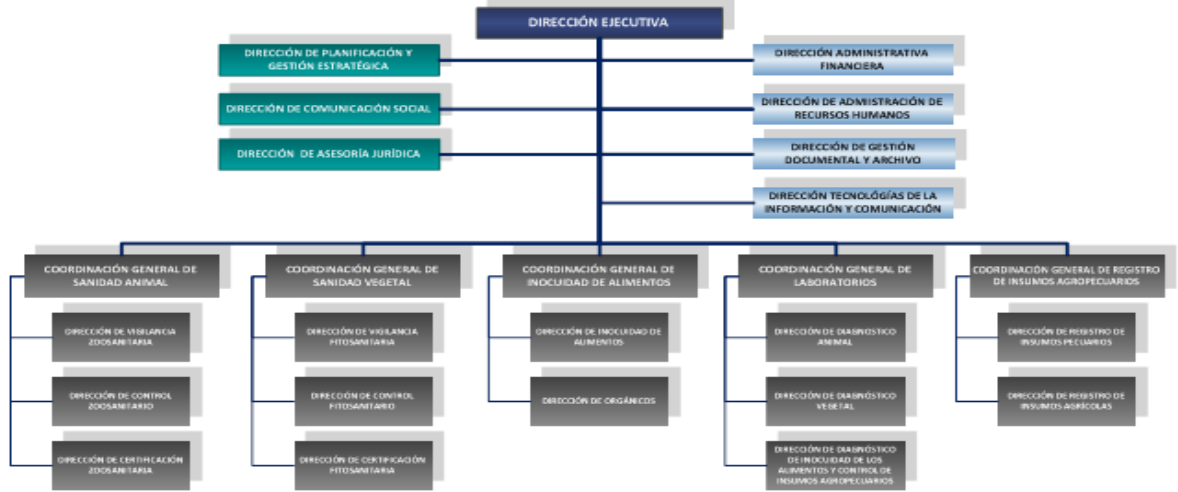 DIRECCIÓN EJECUTIVA
DIRECCIÓN DE PLANIFICACIÓN Y
GESTIÓN ESTRATÉGICA
DIRECCIÓN ADMINISTRATIVA
FINANCIERA
DIRECCIÓN DE COMUNICACIÓN SOCIAL
DIRECCIÓN DE ADMISTRACIÓN DE
RECURSOS HUMANOS
DIRECCIÓN DE ASESORÍA JURÍDICA
DIRECCIÓN DE GESTIÓN
DOCUMENTAL Y ARCHIVO
DIRECCIÓN TECNOLÓGÍAS DE LA
INFORMACIÓN Y COMUNICACIÓN
COORDINACIÓN GENERAL DE
SANIDAD ANIMAL
COORDINACIÓN GENERAL DE
SANIDAD VEGETAL
COORDINACIÓN GENERAL DE
INOCUIDAD DE ALIMENTOS
COORDINACIÓN GENERAL DE
LABORATORIOS
COORDINACIÓN GENERAL DE REGISTRO
DE INSUMOS AGROPECUARIOS
DIRECCIÓN DE VIGILANCIA
ZOOSANITARIA
DIRECCIÓN DE VIGILANCIA
FITOSANITARIA
DIRECCIÓN DE INOCUIDAD DE
ALIMENTOS
DIRECCIÓN DE DIAGNOSTICO
ANIMAL
DIRECCIÓN DE REGISTRO DE
INSUMOS PECUARIOS
DIRECCIÓN DE CONTROL
ZOOSANITARIO
DIRECCIÓN DE CONTROL
FITOSANITARIO
DIRECCIÓN DE ORGÁNICOS
DIRECCIÓN DE DIAGNÓSTICO
VEGETAL
DIRECCIÓN DE REGISTRO DE
INSUMOS AGRÍCOLAS
DIRECCIÓN DE CERTIFICACIÓN
ZOOSANITARIA
DIRECCIÓN DE CERTIFICACIÓN
FITOSANITARIA
DIRECCIÓN DE DIAGNÓSTICO
DE INOCUIDAD DE LOS
ALIMENTOS Y CONTROL DE
INSUMOS AGROPECUARIOS